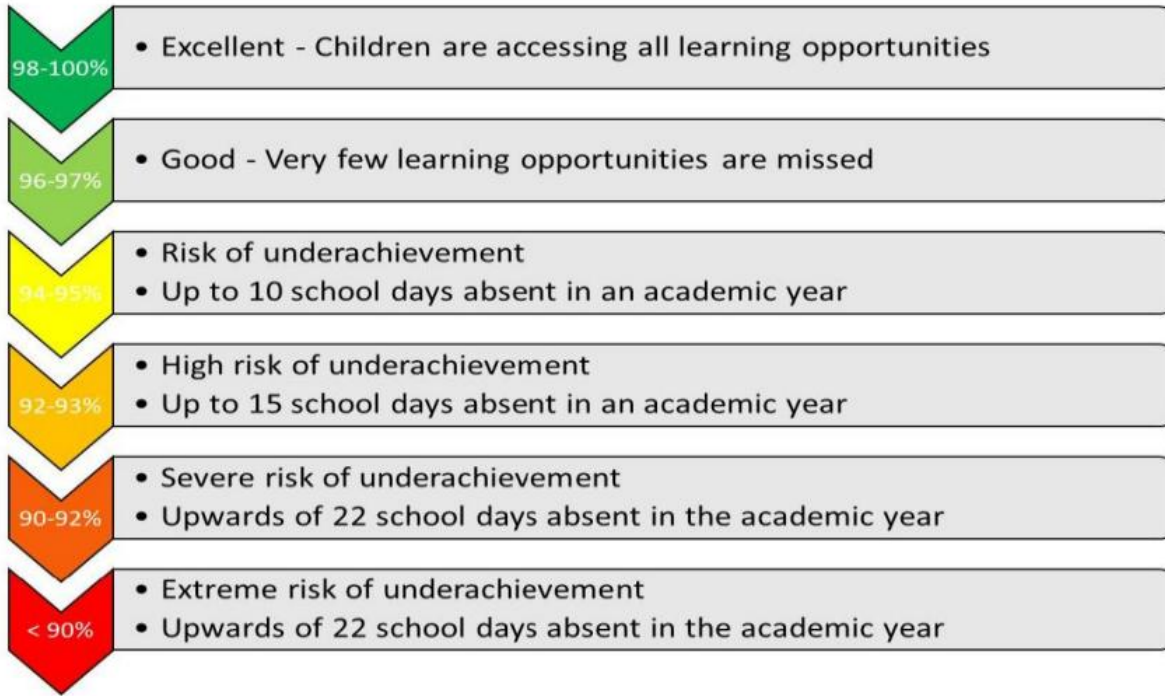 98-100%
• Excellent - Children are accessing all learning opportunities
96-97%
• Good - Very few learning opportunities are missed
94-95%
• Risk of underachievement
• Up to 10 school days absent in an academic year
92-93%
• High risk of underachievement
• Up to 15 school days absent in an academic year
90-92%
• Severe risk of underachievement
• Upwards of 22 school days absent in the academic year
< 90%
• Extreme risk of underachievement
• Upwards of 22 school days absent in the academic year